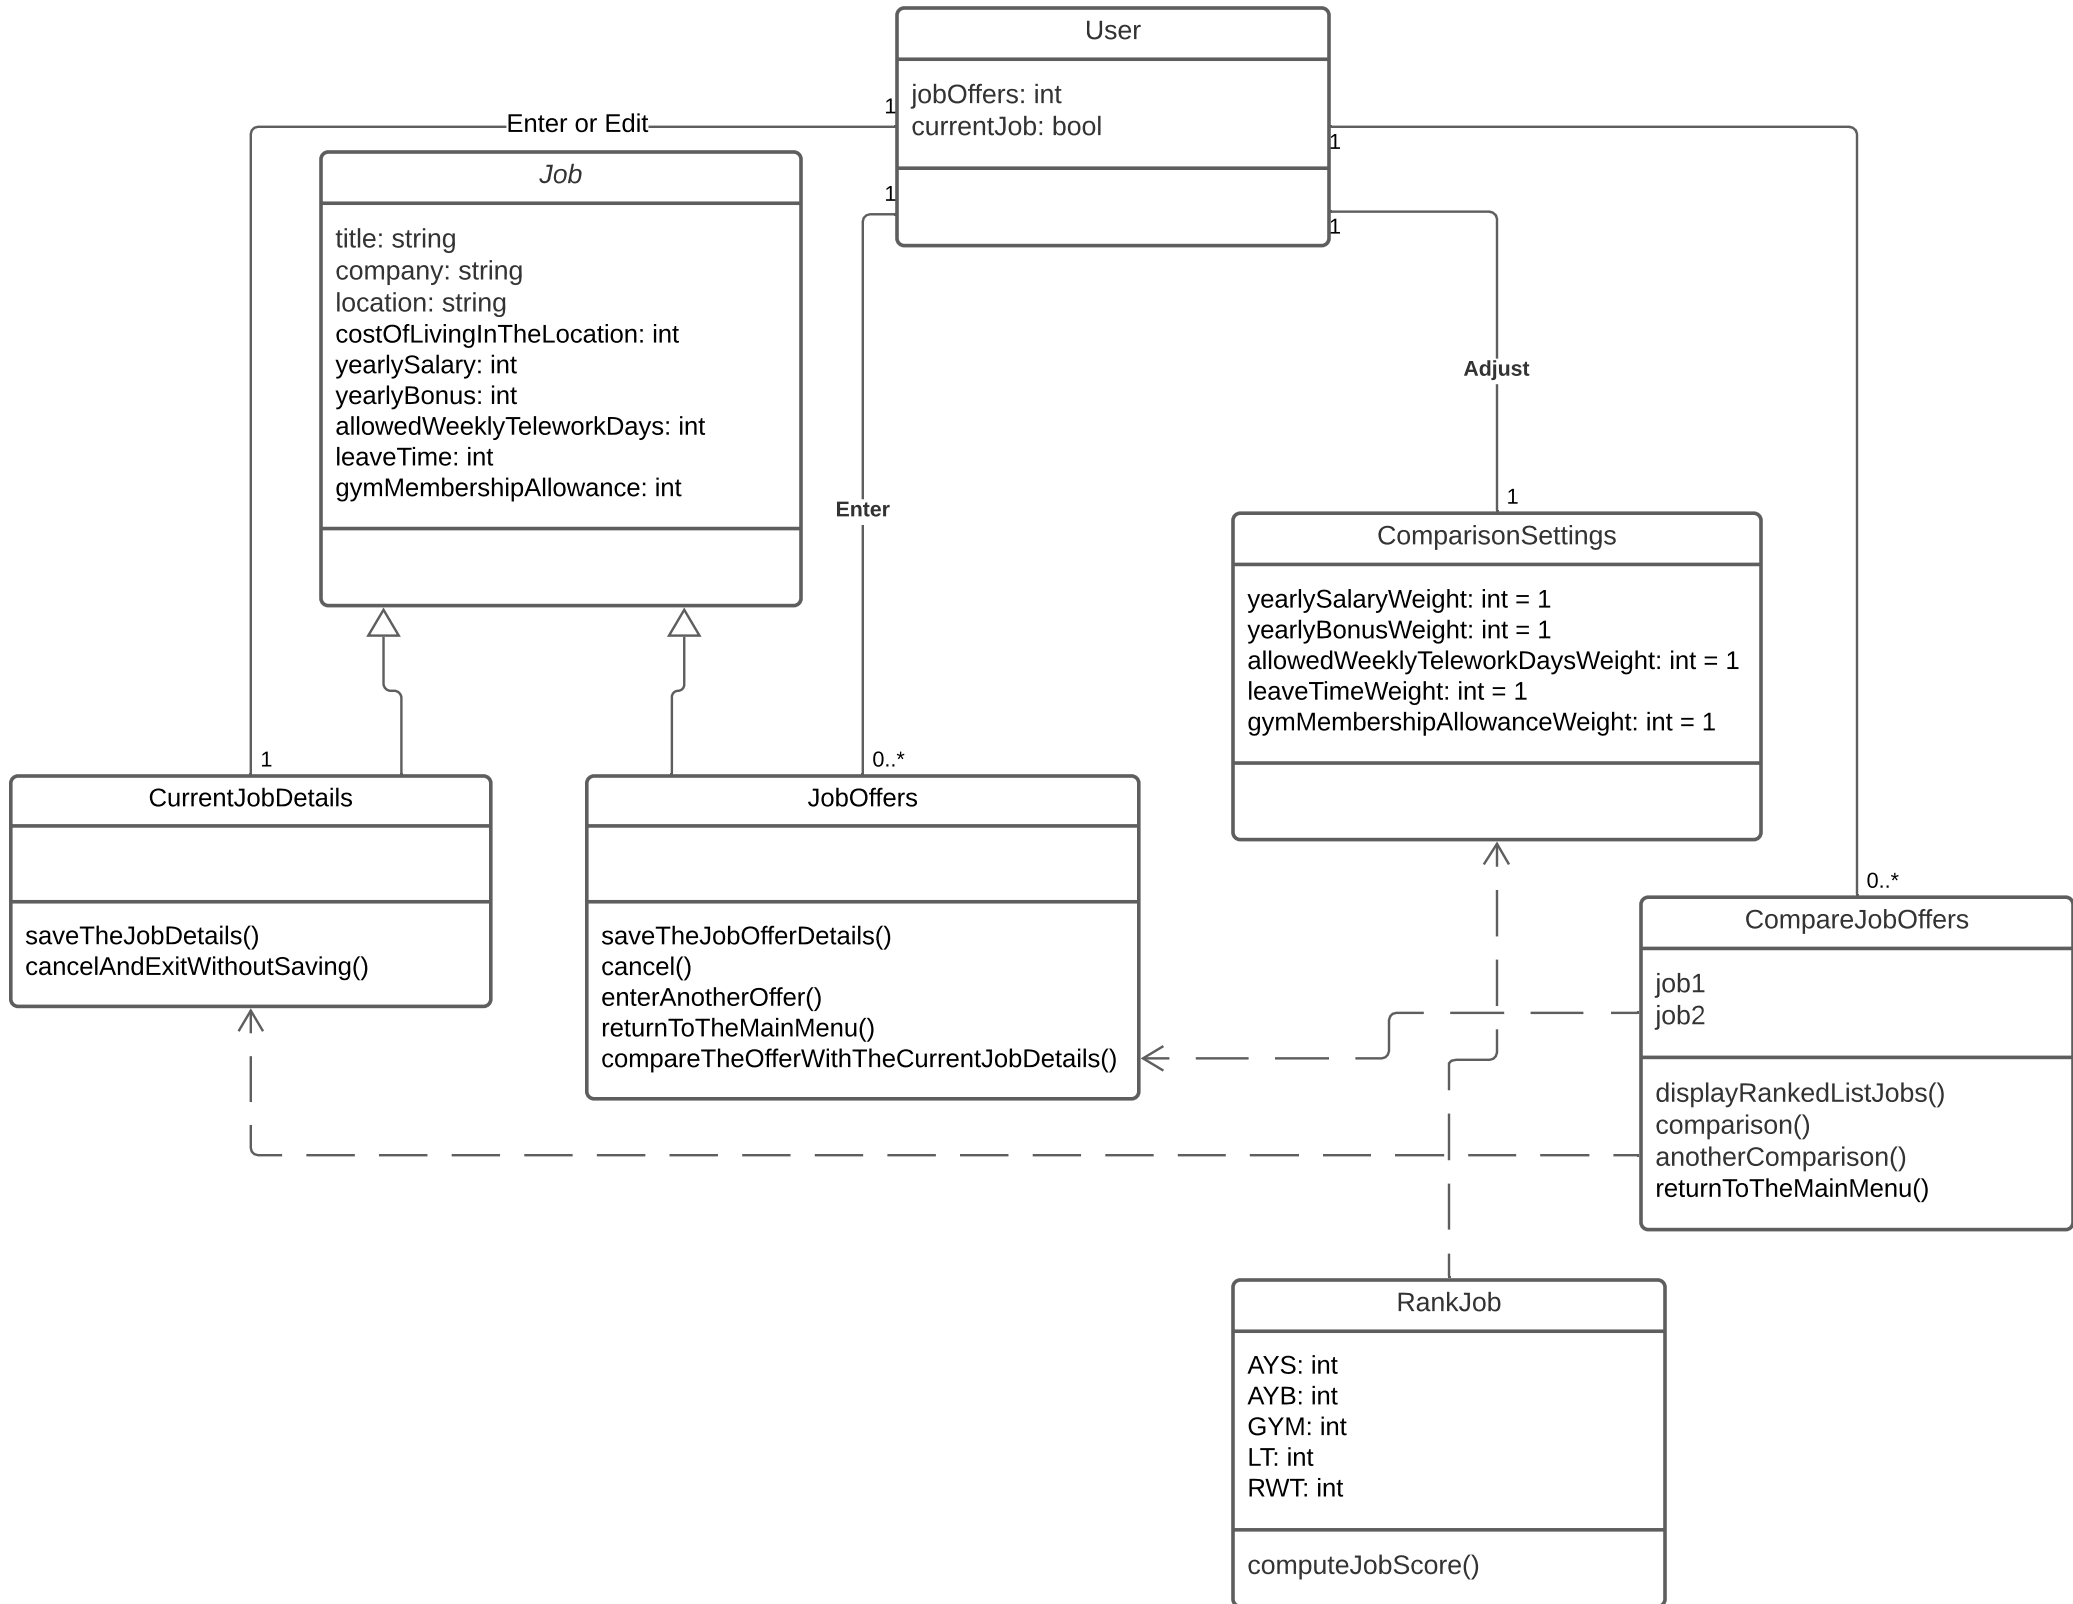 User
jobOffers: int
currentJob: bool
1
1
1
1
Enter or Edit
Job
title: string
company: string
location: string
costOfLivingInTheLocation: int
yearlySalary: int
yearlyBonus: int
allowedWeeklyTeleworkDays: int
leaveTime: int
gymMembershipAllowance: int
Enter
Adjust
1
ComparisonSettings
yearlySalaryWeight: int = 1
yearlyBonusWeight: int = 1
allowedWeeklyTeleworkDaysWeight: int = 1
leaveTimeWeight: int = 1
gymMembershipAllowanceWeight: int = 1
1
CurrentJobDetails
saveTheJobDetails()
cancelAndExitWithoutSaving()
0..*
JobOffers
saveTheJobOfferDetails()
cancel()
enterAnotherOffer()
returnToTheMainMenu()
compareTheOfferWithTheCurrentJobDetails()
0..*
CompareJobOffers
job1
job2
displayRankedListJobs()
comparison()
anotherComparison()
returnToTheMainMenu()
RankJob
AYS: int
AYB: int
GYM: int
LT: int
RWT: int
computeJobScore()